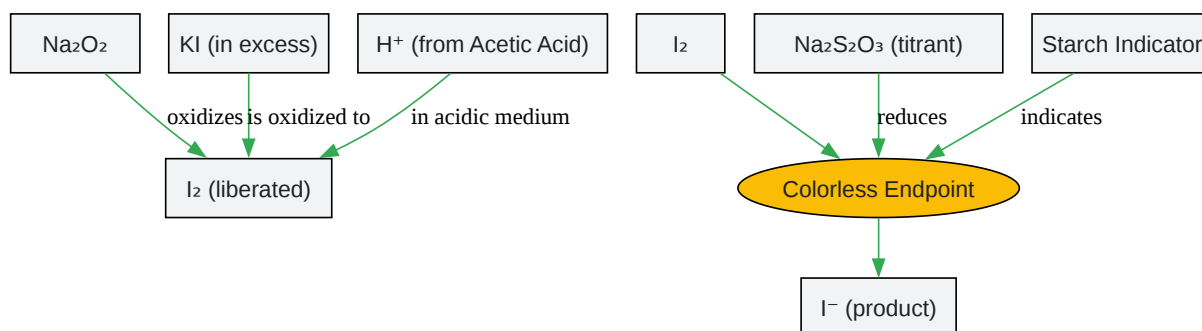 Na₂O₂
KI (in excess)
H⁺ (from Acetic Acid)
I₂
Na₂S₂O₃ (titrant)
Starch Indicator
oxidizes
is oxidized to
in acidic medium
reduces
indicates
I₂ (liberated)
Colorless Endpoint
I⁻ (product)